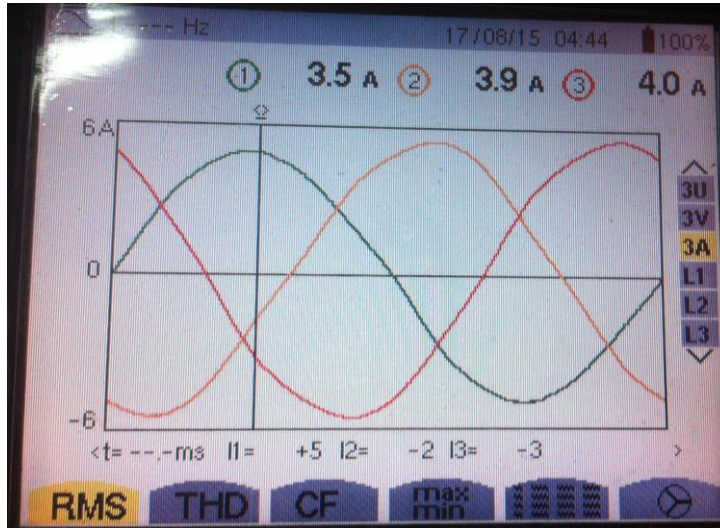 ---- Hz 17/08/15 04:44 100%
1 3.5 A 2 3.9 A 3 4.0 A
6A
3U
3V
3A
0
L1
L2
L3
-6
<t= --.-ms I1= +5 I2= -2 I3= -3 >
RMS THD CF max min